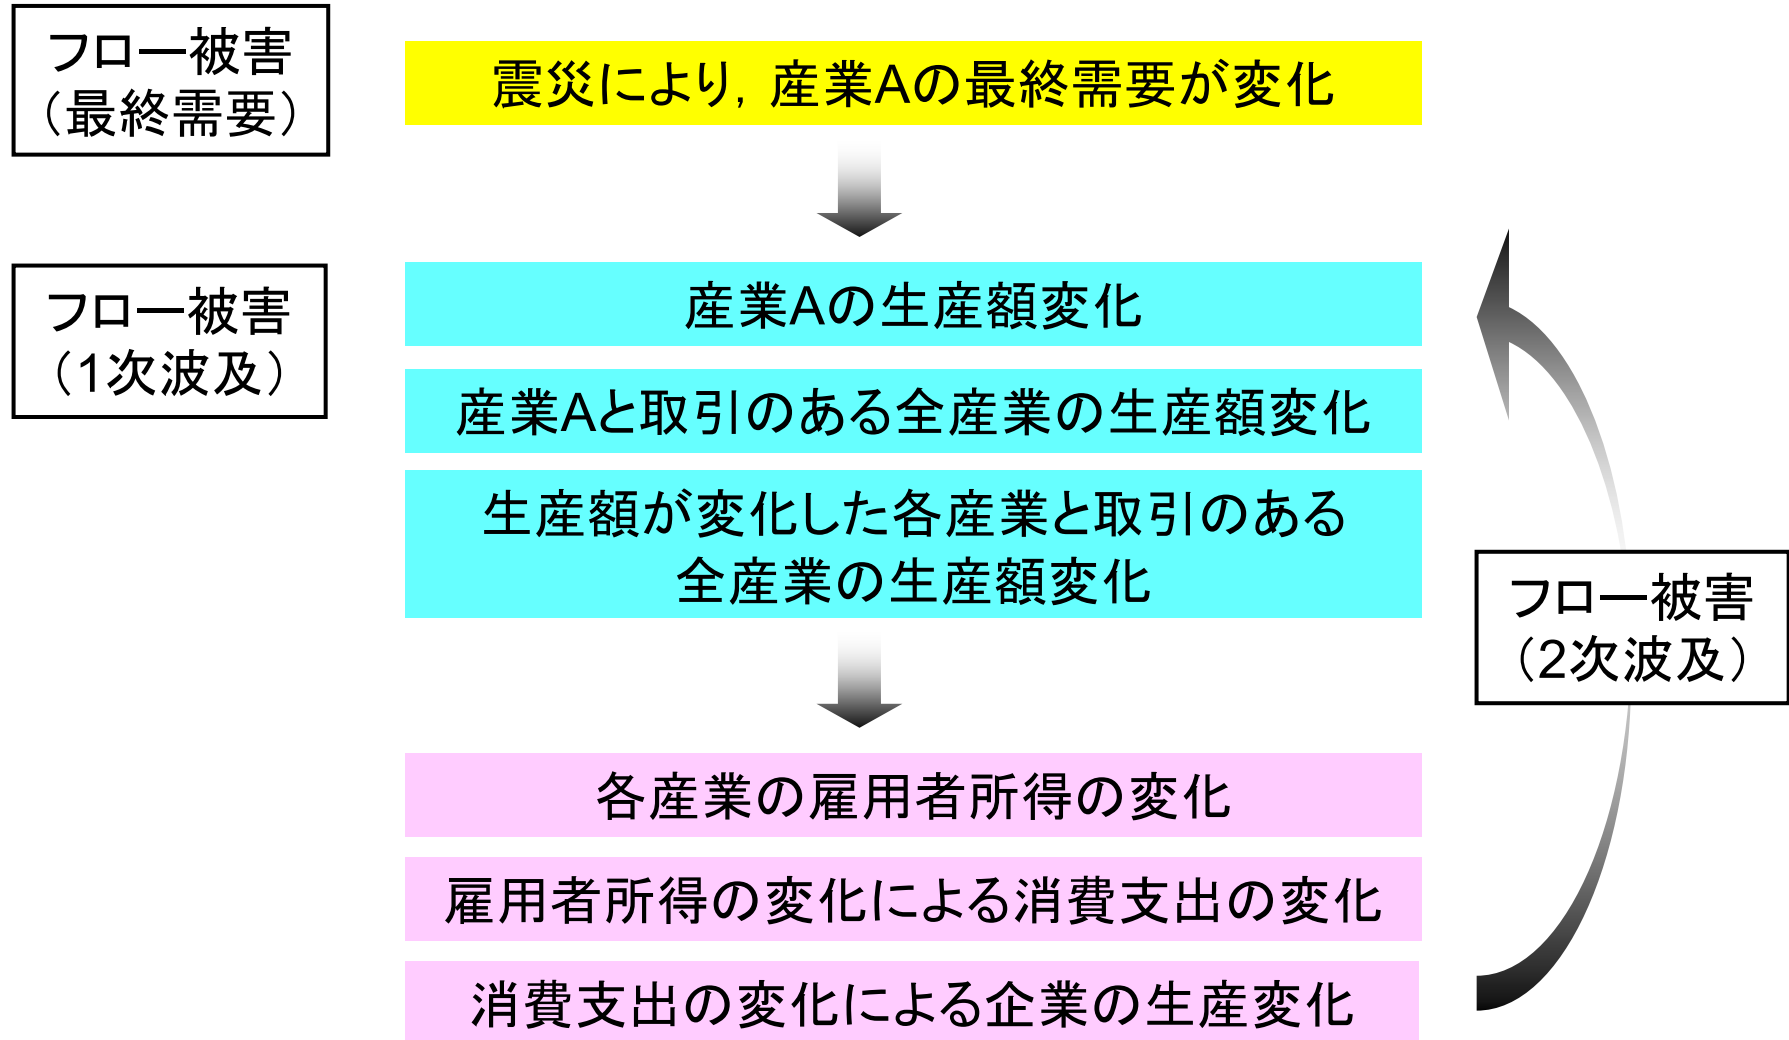 フロー被害
（最終需要）
震災により，産業Aの最終需要が変化
フロー被害
（1次波及）
産業Aの生産額変化
産業Aと取引のある全産業の生産額変化
生産額が変化した各産業と取引のある
全産業の生産額変化
フロー被害
（2次波及）
各産業の雇用者所得の変化
雇用者所得の変化による消費支出の変化
消費支出の変化による企業の生産変化